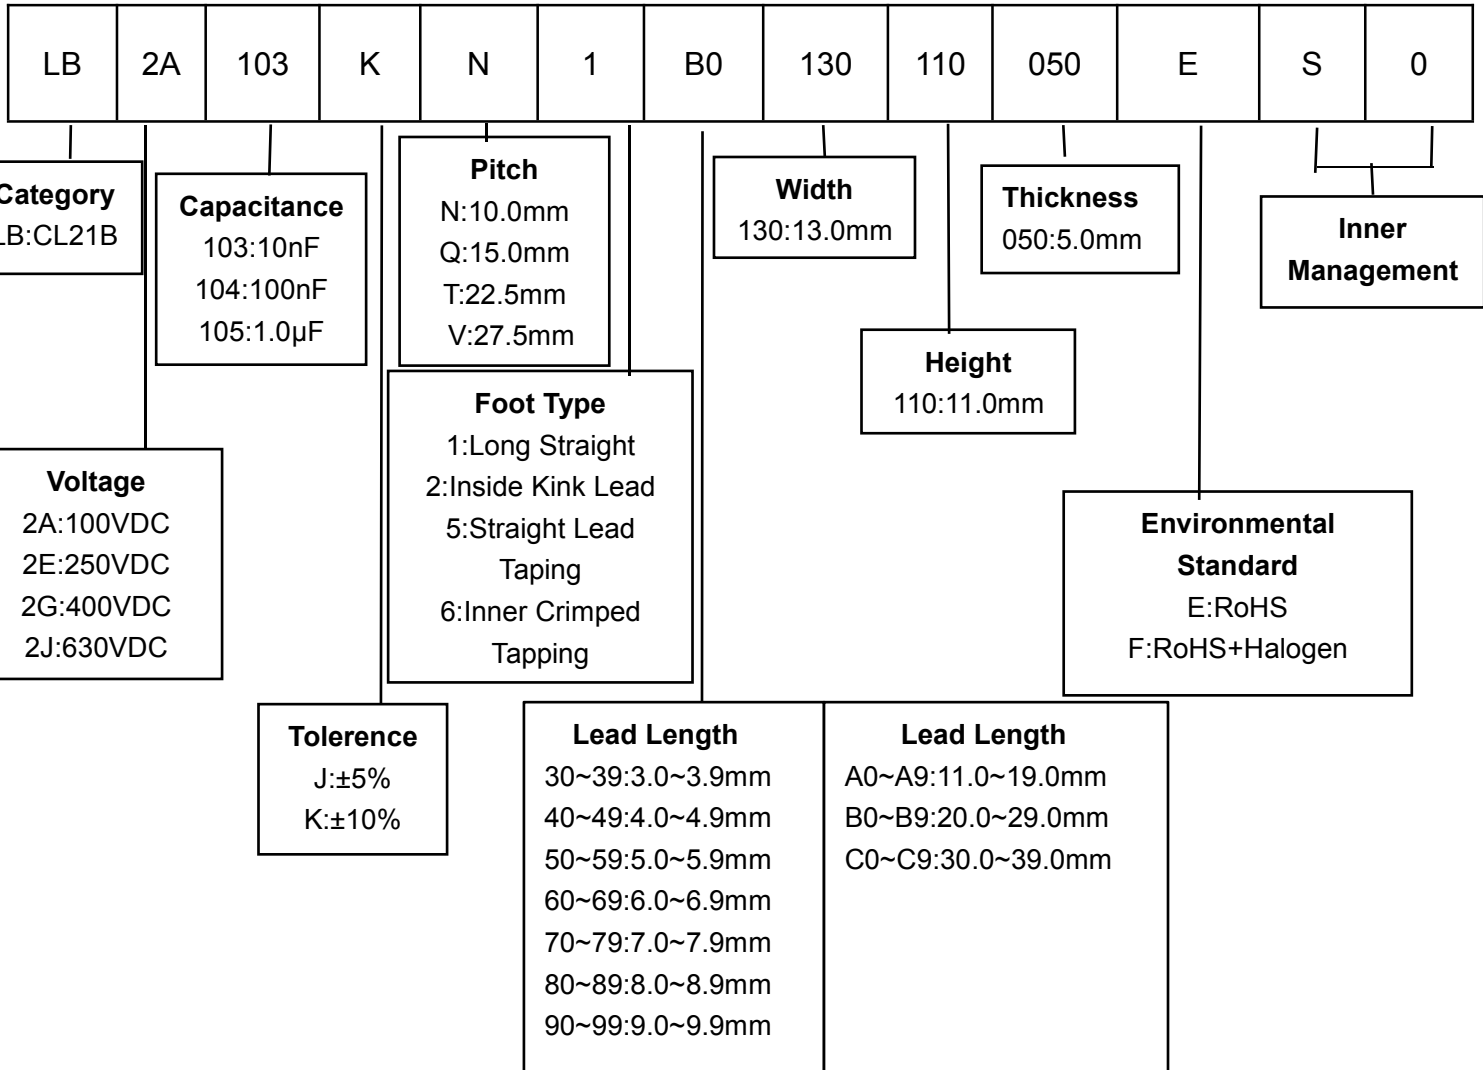 LB 2A 103 K N 1 B0 130 110 050 E S 0
Category
LB:CL21B
Capacitance
103:10nF
104:100nF
105:1.0µF
Pitch
N:10.0mm
Q:15.0mm
T:22.5mm
V:27.5mm
Width
130:13.0mm
Thickness
050:5.0mm
Inner
Management
Height
110:11.0mm
Foot Type
1:Long Straight
2:Inside Kink Lead
5:Straight Lead
Taping
6:Inner Crimped
Tapping
Voltage
2A:100VDC
2E:250VDC
2G:400VDC
2J:630VDC
Environmental
Standard
E:RoHS
F:RoHS+Halogen
Tolerence
J:±5%
K:±10%
Lead Length
30~39:3.0~3.9mm
40~49:4.0~4.9mm
50~59:5.0~5.9mm
60~69:6.0~6.9mm
70~79:7.0~7.9mm
80~89:8.0~8.9mm
90~99:9.0~9.9mm
Lead Length
A0~A9:11.0~19.0mm
B0~B9:20.0~29.0mm
C0~C9:30.0~39.0mm